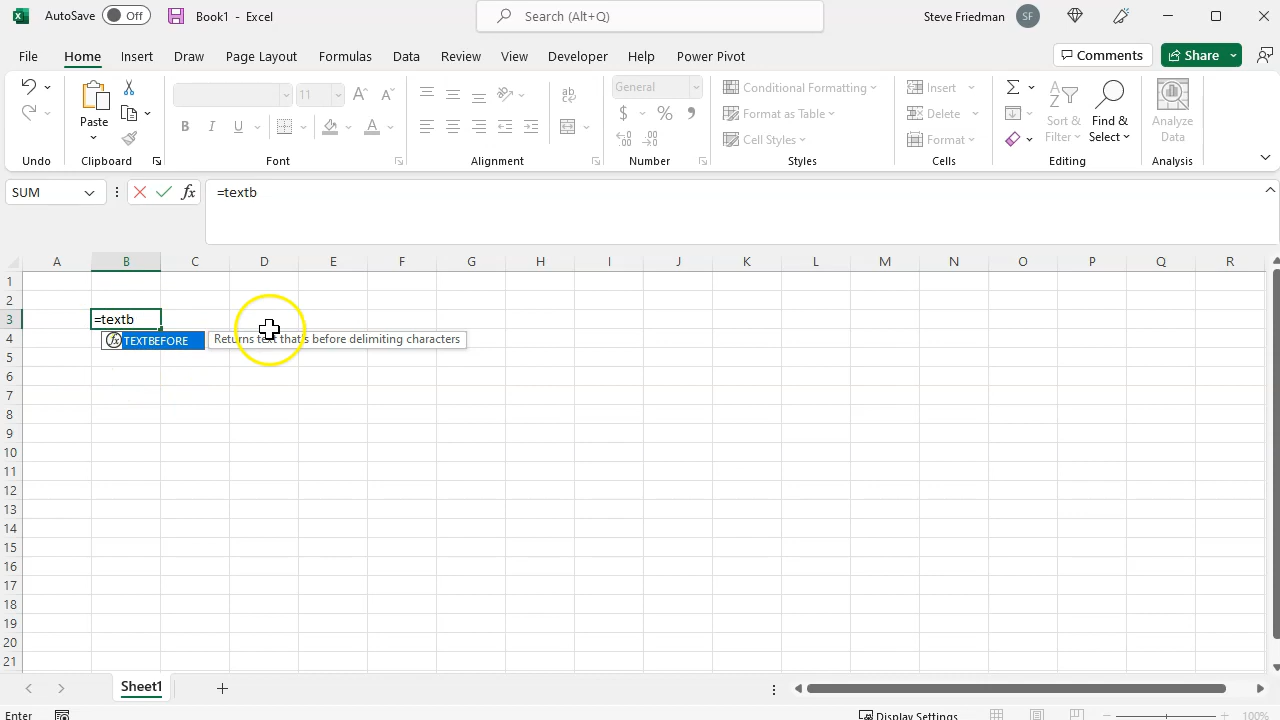 AutoSave Off Book1 - Excel Search (Alt+Q) Steve Friedman SF
File Home Insert Draw Page Layout Formulas Data Review View Developer Help Power Pivot Comments Share
11 General Conditional Formatting Insert
Paste $ % Format as Table Delete Sort & Filter Find & Select Analyze Data
B I U A Cell Styles Format
Undo Clipboard Font Alignment Number Styles Cells Editing Analysis
SUM fx =textb
A B C D E F G H I J K L M N O P Q R
1
2
3 =textb
4 TEXTBEFORE Returns text that's before delimiting characters
5
6
7
8
9
10
11
12
13
14
15
16
17
18
19
20
21
Sheet1
Enter Display Settings 100%